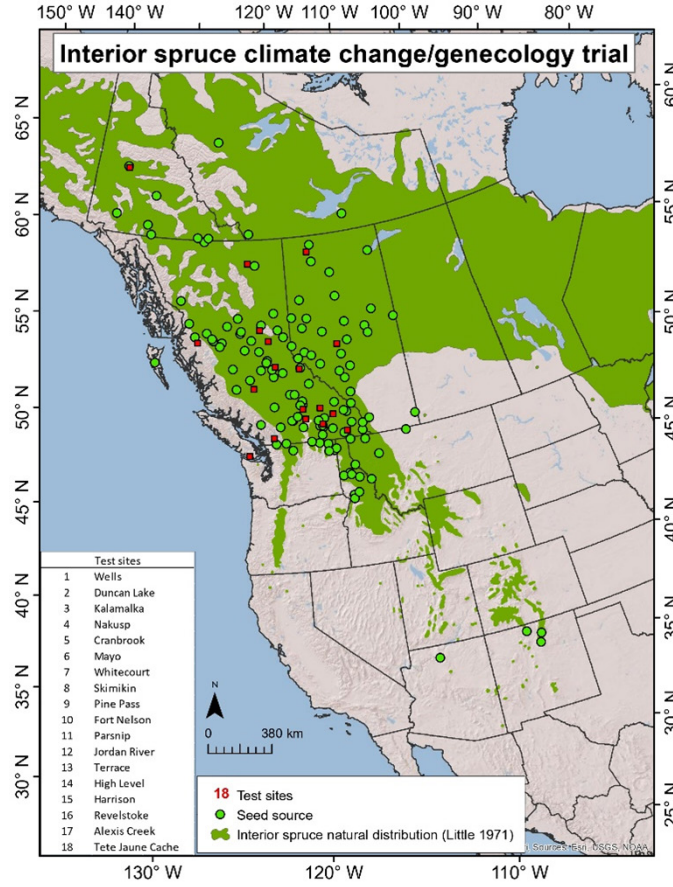 150° W 140° W 130° W 120° W 110° W 100° W 90° W 80° W
Interior spruce climate change/genecology trial
65° N
60° N
55° N
50° N
45° N
40° N
35° N
30° N
60° N
55° N
50° N
45° N
40° N
35° N
30° N
25° N
Test sites
1 Wells
2 Duncan Lake
3 Kalamalka
4 Nakusp
5 Cranbrook
6 Mayo
7 Whitecourt
8 Skimikin
9 Pine Pass
10 Fort Nelson
11 Parsnip
12 Jordan River
13 Terrace
14 High Level
15 Harrison
16 Revelstoke
17 Alexis Creek
18 Tete Jaune Cache
N
0 380 km
18 Test sites
Seed source
Interior spruce natural distribution (Little 1971)
Sources: Esri, USGS, NOAA
130° W 120° W 110° W